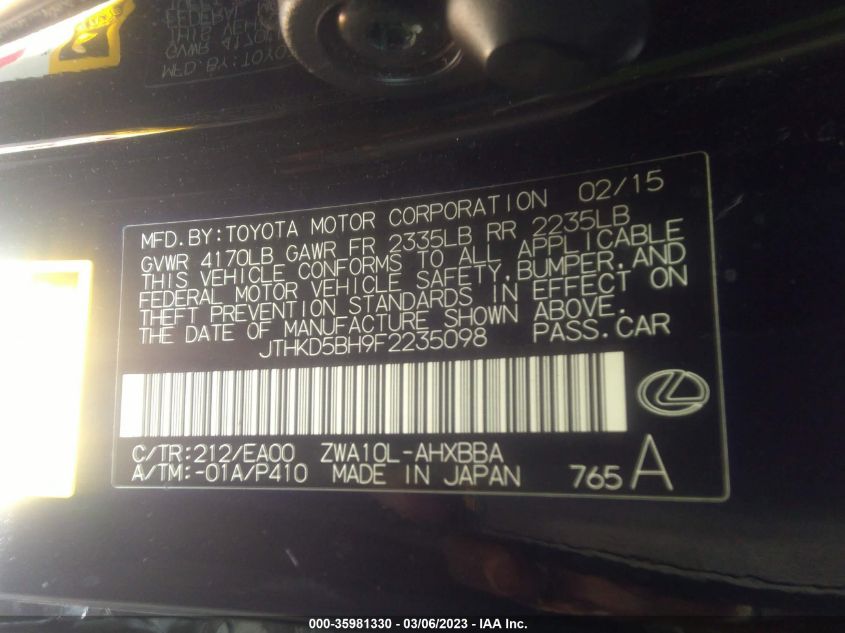 MFD.BY:TOYOTA MOTOR CORPORATION 02/15
GVWR 4170LB GAWR FR 2335LB RR 2235LB
THIS VEHICLE CONFORMS TO ALL APPLICABLE
FEDERAL MOTOR VEHICLE SAFETY,BUMPER,AND
THEFT PREVENTION STANDARDS IN EFFECT ON
THE DATE OF MANUFACTURE SHOWN ABOVE.
JTHKD5BH9F2235098 PASS.CAR
C/TR:212/EA00 ZWA10L-AHXBBA
A/TM:-01A/P410 MADE IN JAPAN 765 A
000-35981330 - 03/06/2023 - IAA Inc.